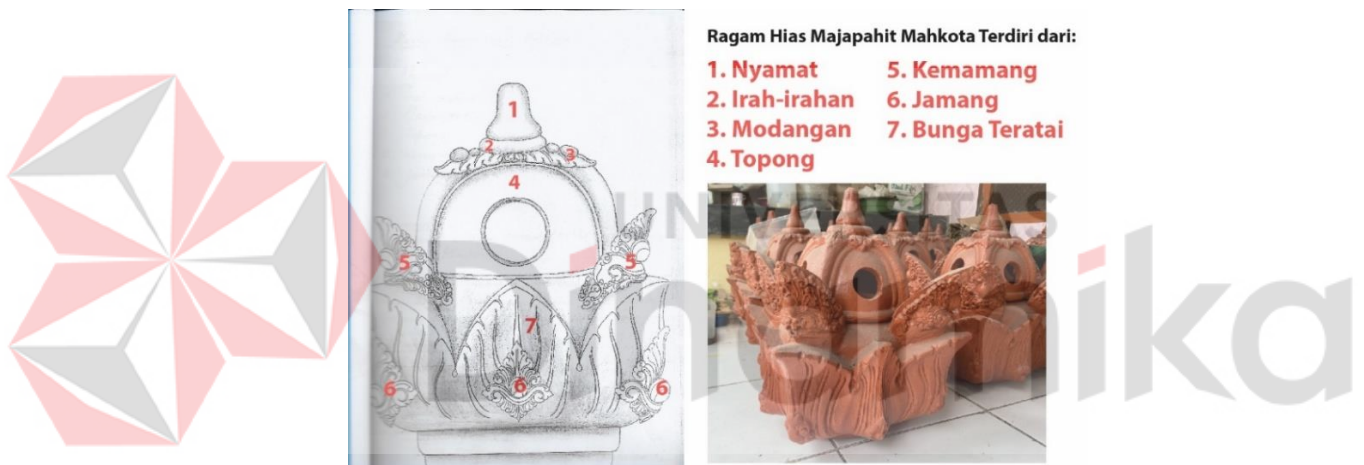 Ragam Hias Majapahit Mahkota Terdiri dari:
1. Nyamat
2. Irah-irahan
3. Modangan
4. Topong
5. Kemamang
6. Jamang
7. Bunga Teratai
1
2
3
4
5
5
7
6
6
6
UNIVERSITAS
Dinamika